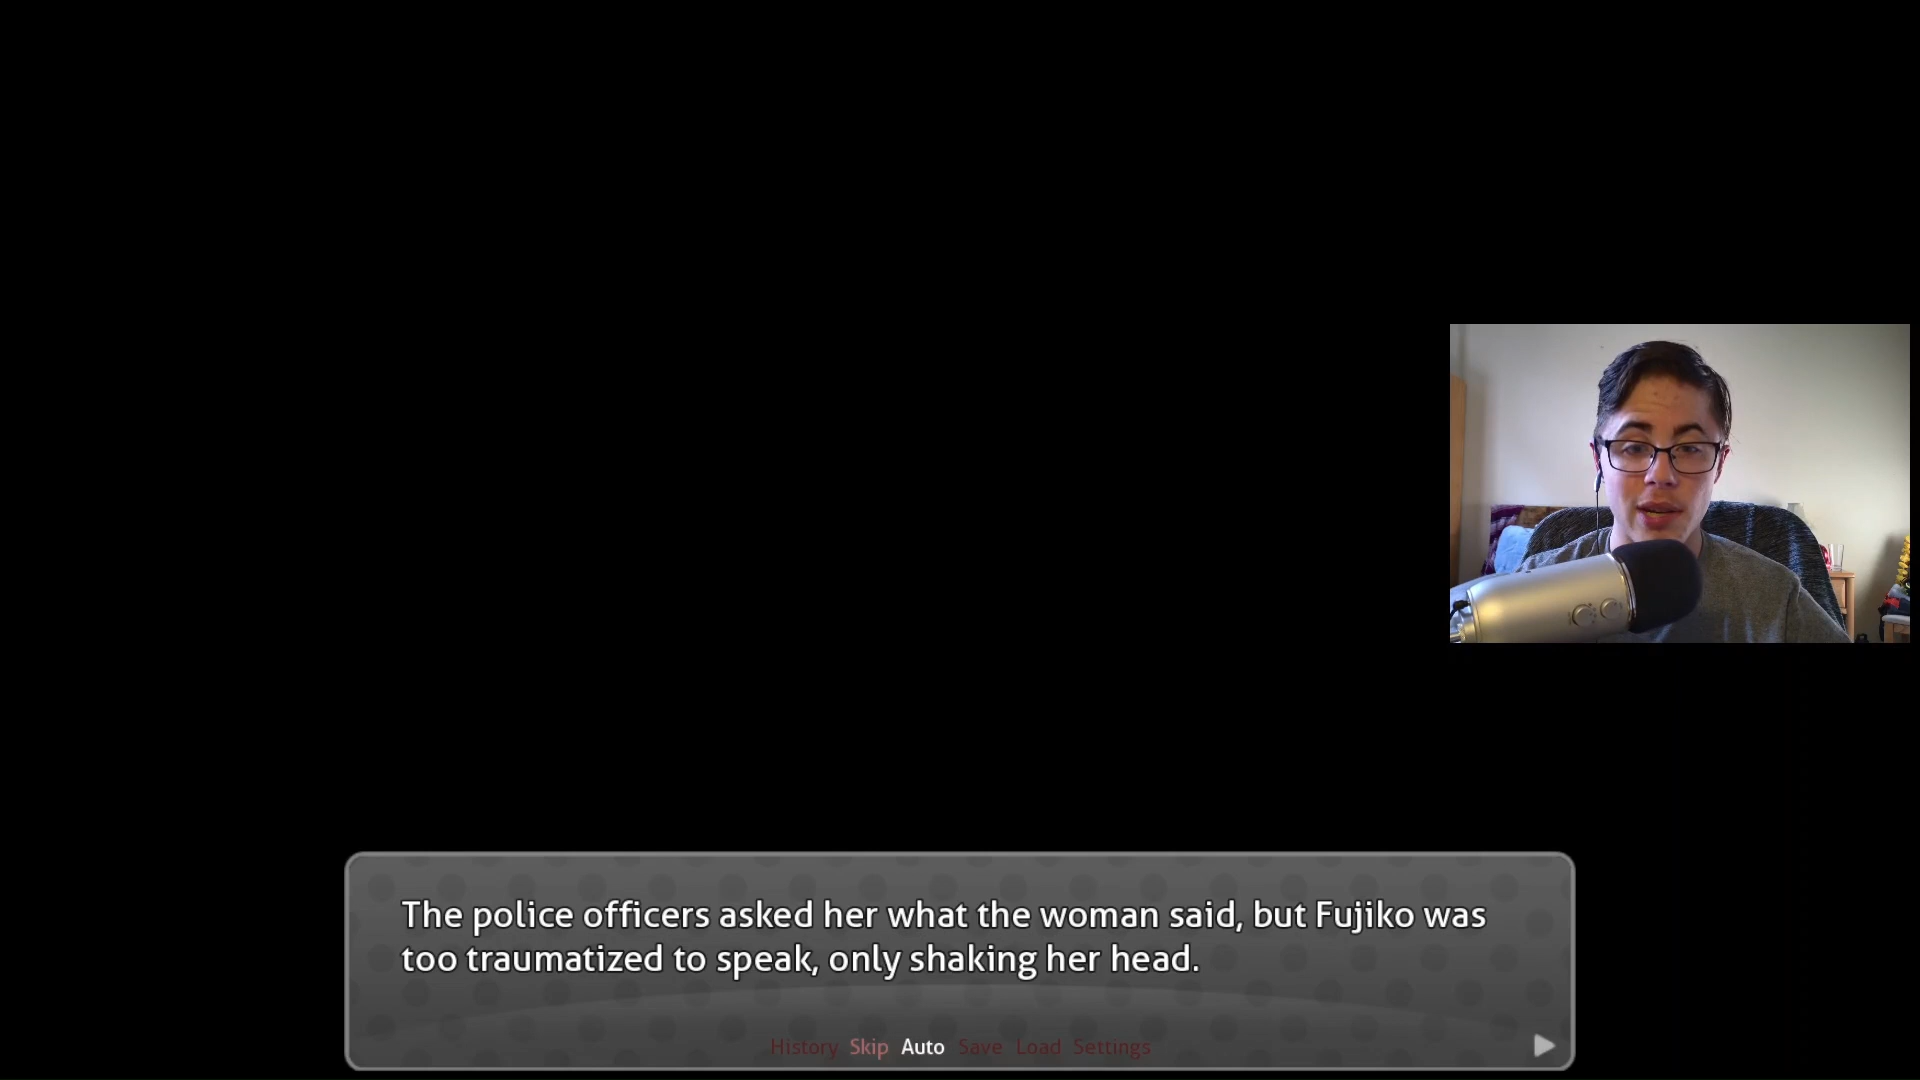 The police officers asked her what the woman said, but Fujiko was
too traumatized to speak, only shaking her head.
History Skip Auto Save Load Settings